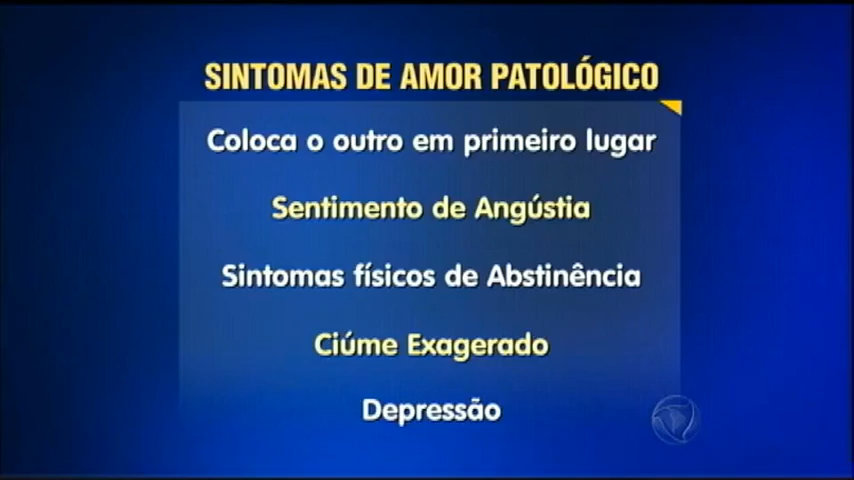 SINTOMAS DE AMOR PATOLÓGICO
Coloca o outro em primeiro lugar
Sentimento de Angústia
Sintomas físicos de Abstinência
Ciúme Exagerado
Depressão